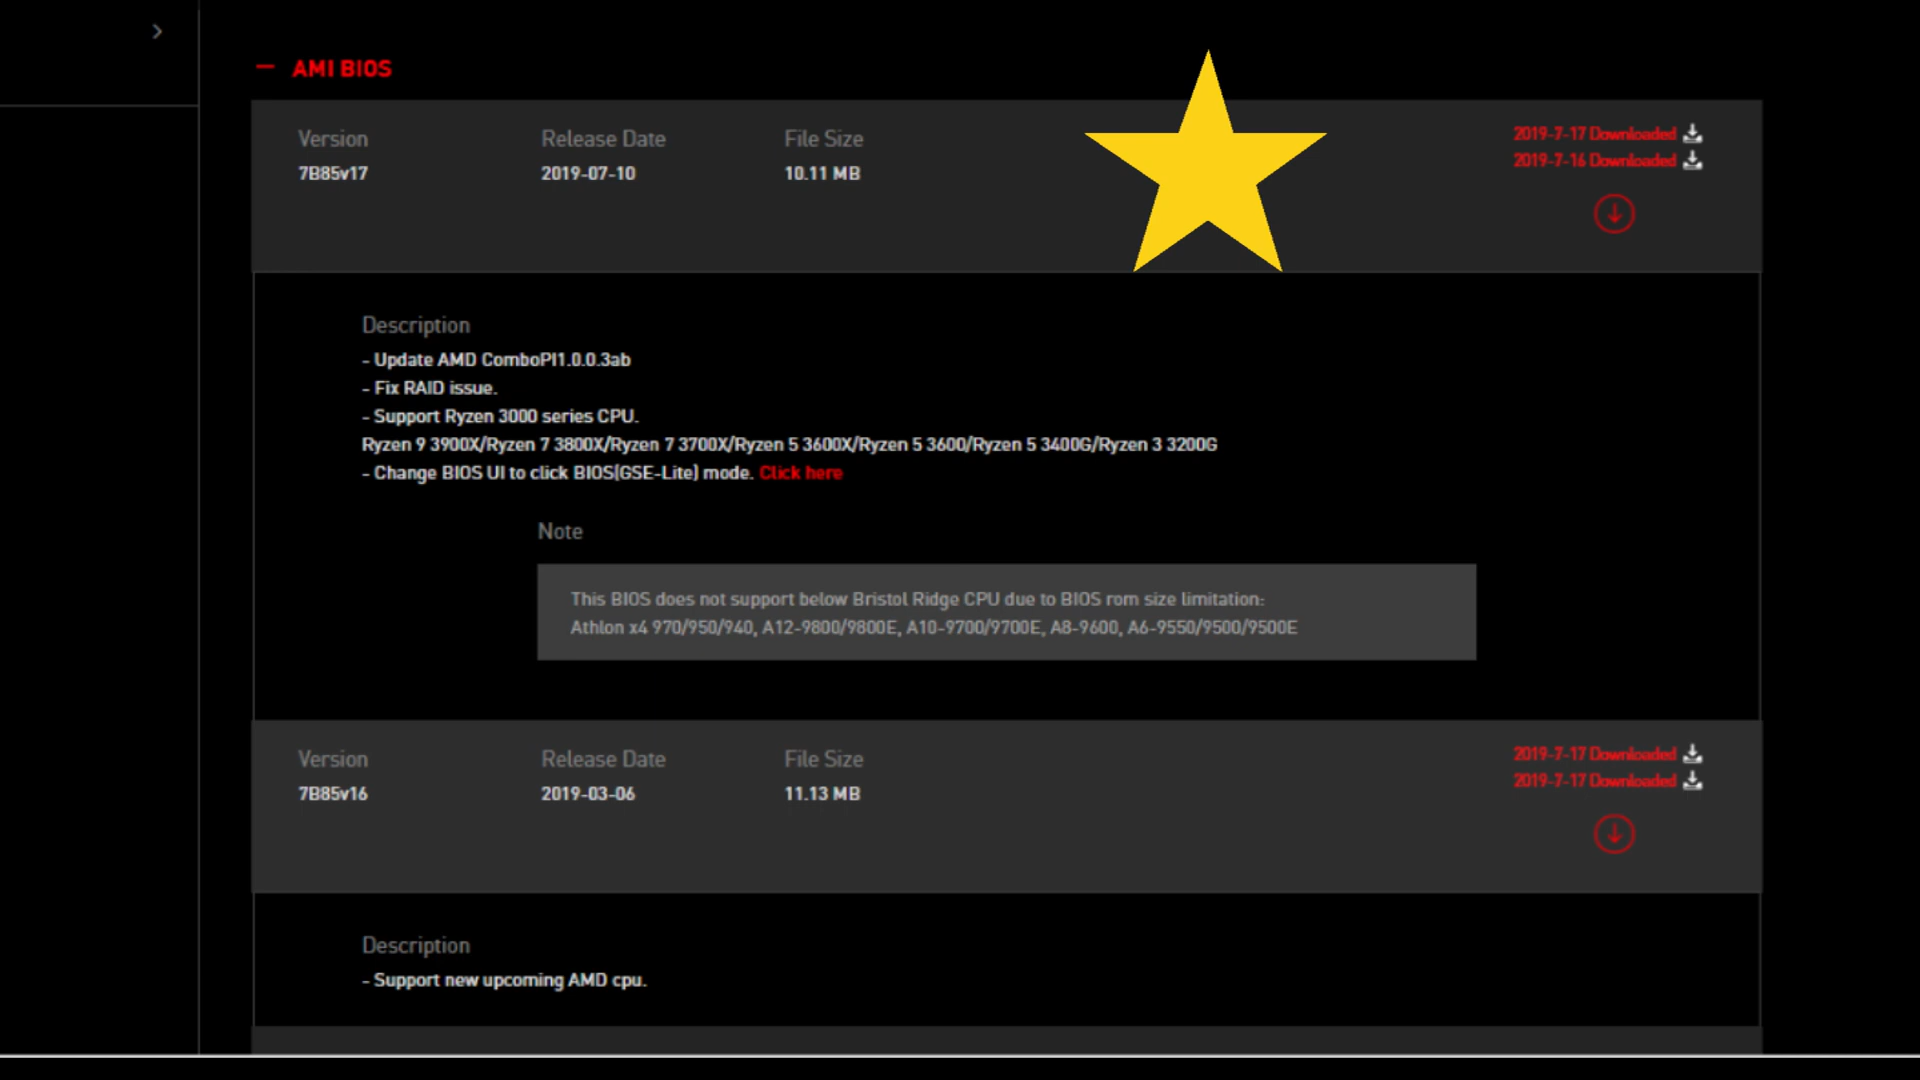 AMI BIOS
Version Release Date File Size
7B85v17 2019-07-10 10.11 MB
2019-7-17 Downloaded
2019-7-16 Downloaded
Description
- Update AMD ComboPI1.0.0.3ab
- Fix RAID issue.
- Support Ryzen 3000 series CPU.
Ryzen 9 3900X/Ryzen 7 3800X/Ryzen 7 3700X/Ryzen 5 3600X/Ryzen 5 3600/Ryzen 5 3400G/Ryzen 3 3200G
- Change BIOS UI to click BIOS(GSE-Lite) mode. Click here
Note
This BIOS does not support below Bristol Ridge CPU due to BIOS rom size limitation:
Athlon x4 970/950/940, A12-9800/9800E, A10-9700/9700E, A8-9600, A6-9550/9500/9500E
Version Release Date File Size
7B85v16 2019-03-06 11.13 MB
2019-7-17 Downloaded
2019-7-17 Downloaded
Description
- Support new upcoming AMD cpu.